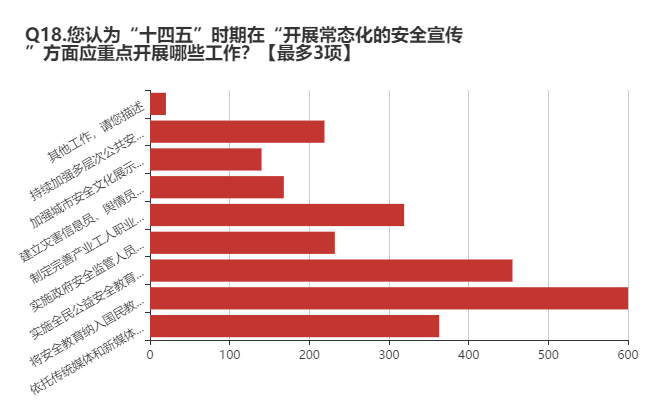 Q18.您认为“十四五”时期在“开展常态化的安全宣传
”方面应重点开展哪些工作？【最多3项】
其他工作，请您描述
持续加强多层次公共安...
加强城市安全文化展示...
建立灾害信息员、舆情员...
制定完善产业工人职业...
实施政府安全监管人员...
实施全民公益安全教育...
将安全教育纳入国民教...
依托传统媒体和新媒体...
0 100 200 300 400 500 600